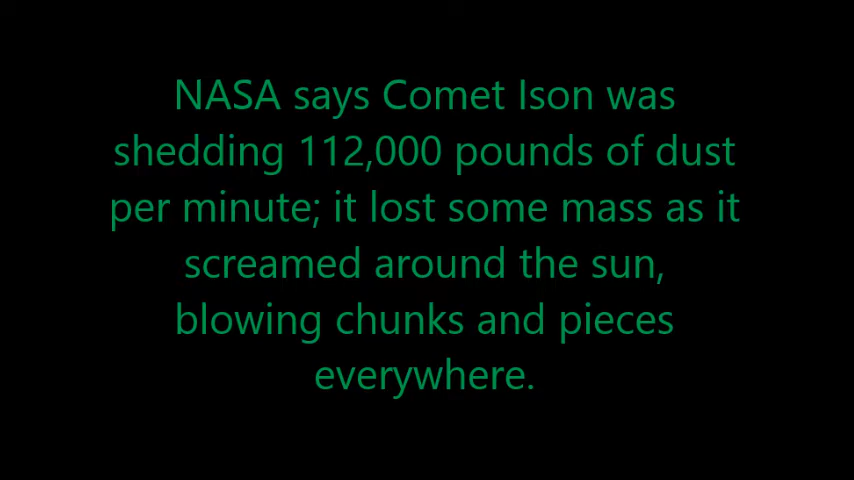 NASA says Comet Ison was
shedding 112,000 pounds of dust
per minute; it lost some mass as it
screamed around the sun,
blowing chunks and pieces
everywhere.